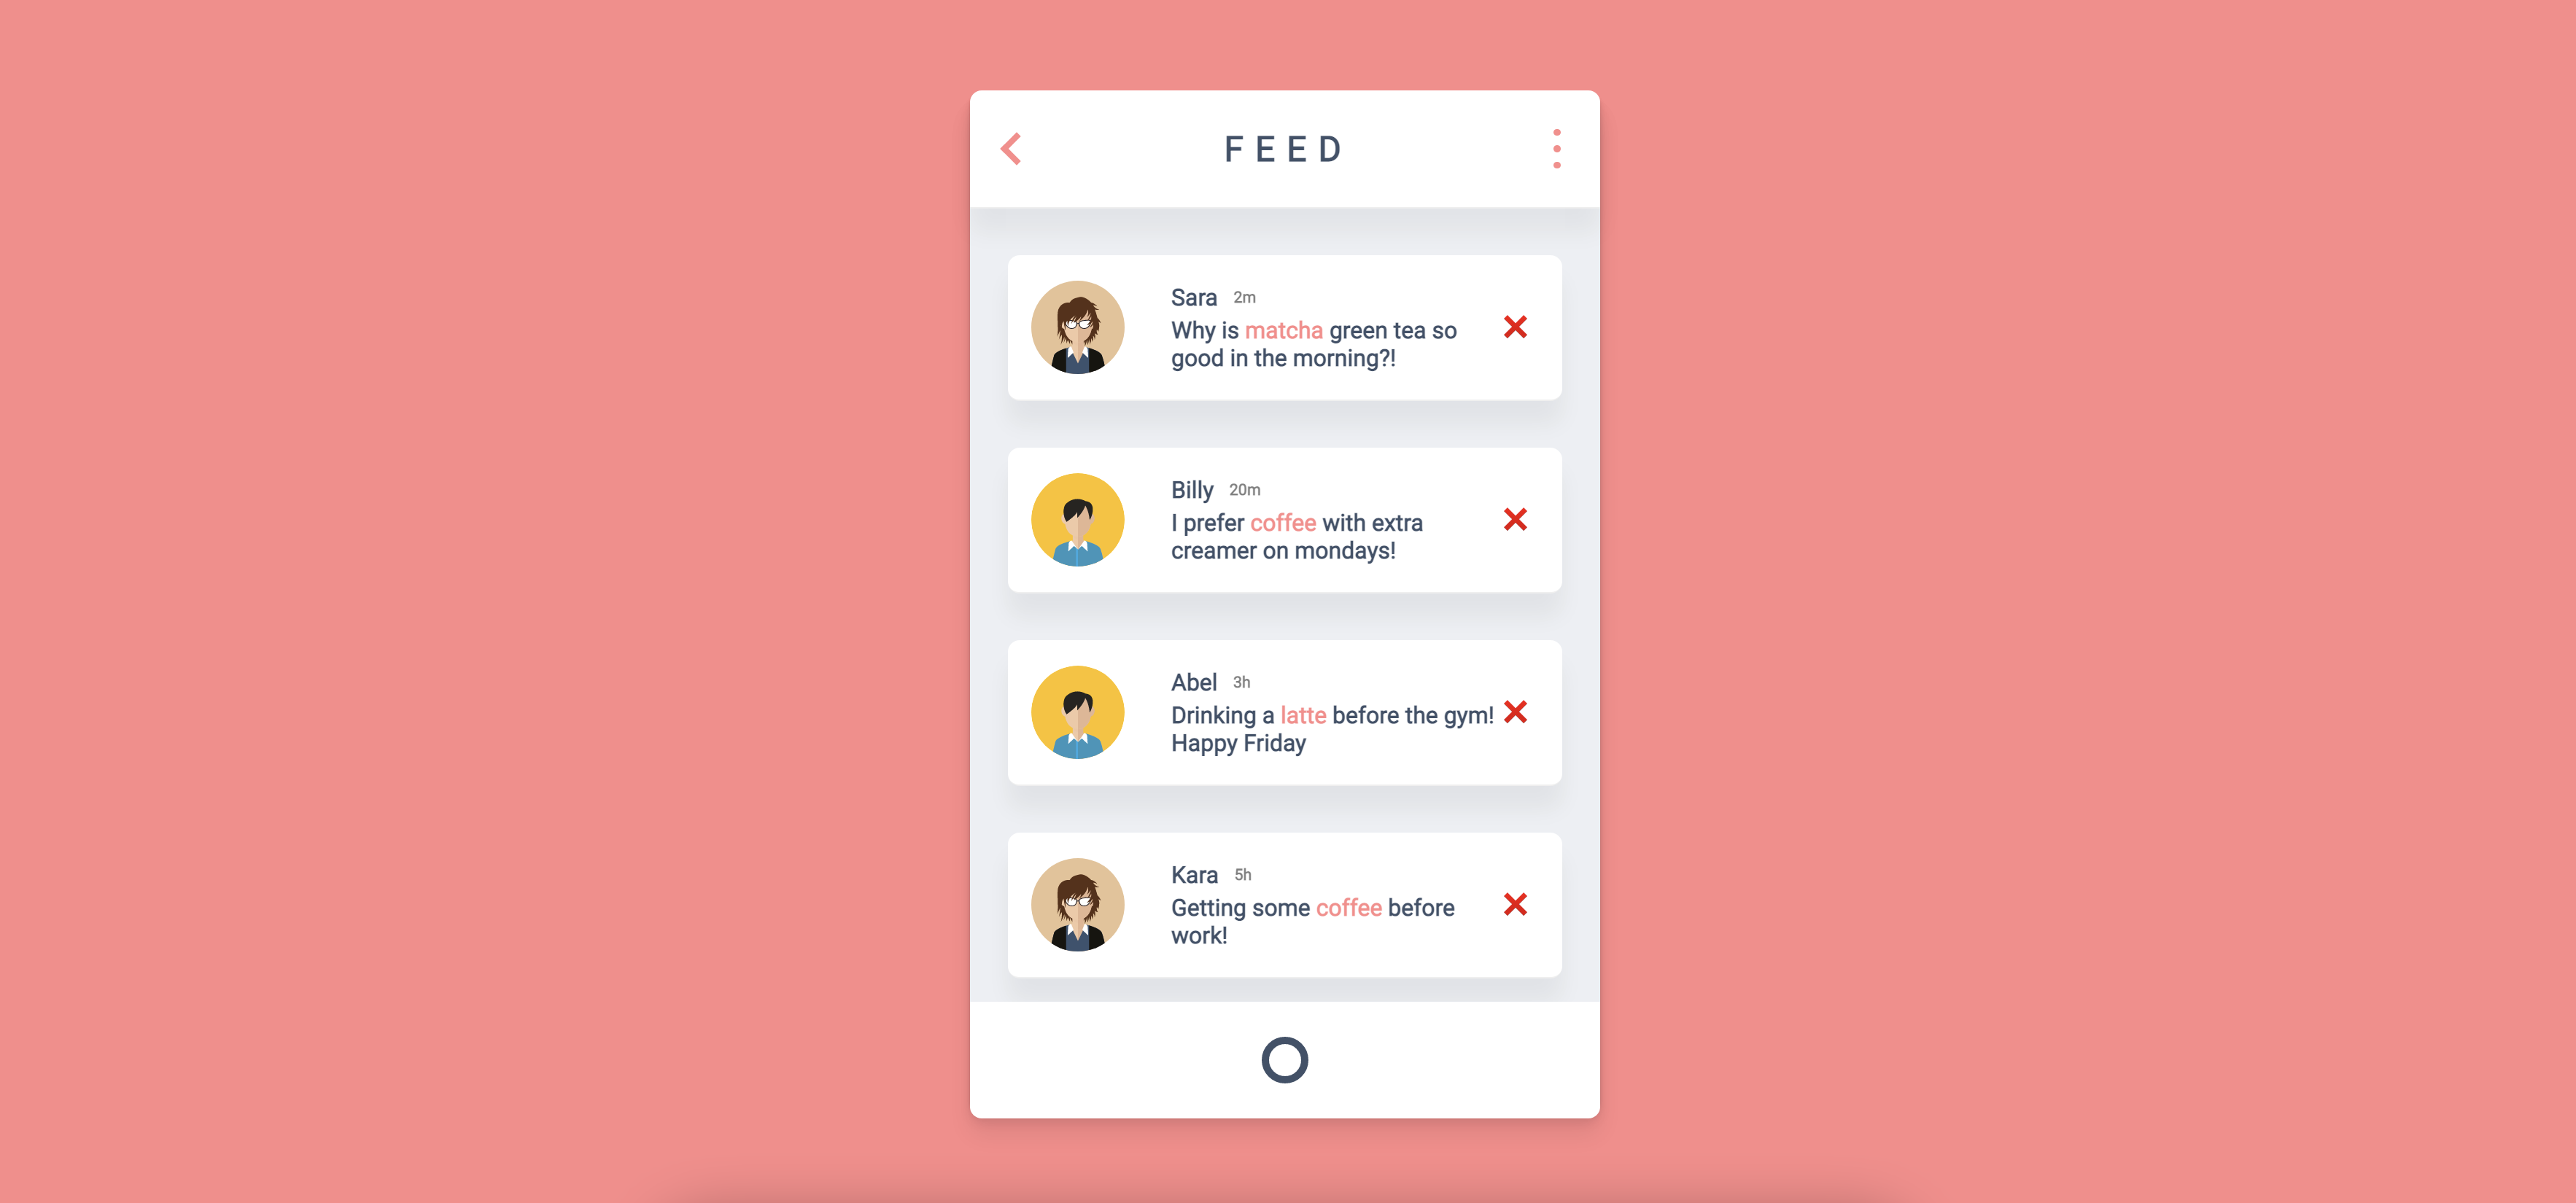 FEED
Sara 2m
Why is matcha green tea so
good in the morning?!
Billy 20m
I prefer coffee with extra
creamer on mondays!
Abel 3h
Drinking a latte before the gym!
Happy Friday
Kara 5h
Getting some coffee before
work!